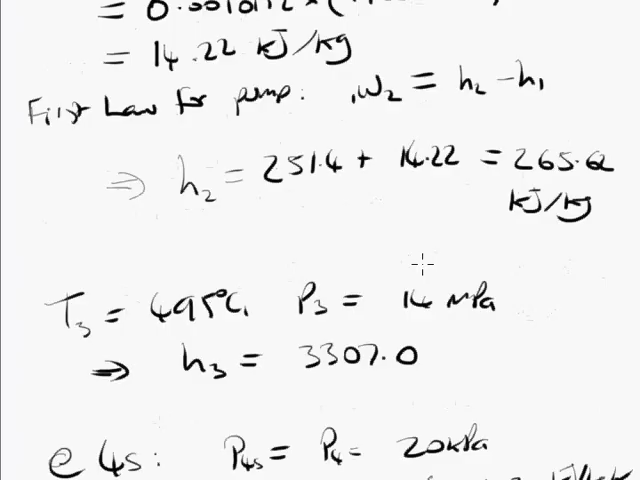 = 14.22 kJ/kg
First Law for pump: ₁w₂ = h₂ - h₁
⇒ h₂ = 251.4 + 14.22 = 265.62
kJ/kg
T₃ = 495°C, P₃ = 14 MPa
⇒ h₃ = 3307.0
@ 4s: P₄ₛ = P₄ = 20kPa